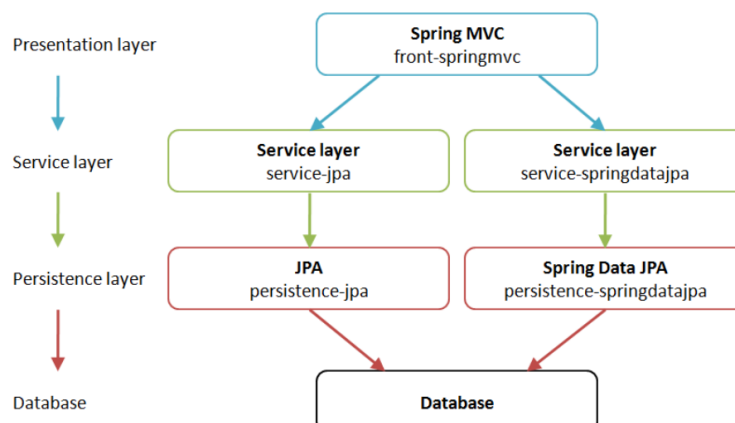 Presentation layer
Spring MVC
front-springmvc
Service layer
Service layer
service-jpa
Service layer
service-springdatajpa
Persistence layer
JPA
persistence-jpa
Spring Data JPA
persistence-springdatajpa
Database
Database